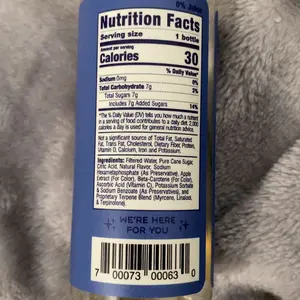 0% Juice
Nutrition Facts
Serving size 1 bottle
Amount per serving
Calories 30
% Daily Value*
Sodium 0mg 0%
Total Carbohydrate 7g 3%
Total Sugars 7g
Includes 7g Added Sugars 14%
*The % Daily Value (DV) tells you how much a nutrient
in a serving of food contributes to a daily diet. 2,000
calories a day is used for general nutrition advice.
Not a significant source of Total Fat, Saturated
Fat, Trans Fat, Cholesterol, Dietary Fiber, Protein,
Vitamin D, Calcium, Iron and Potassium.
Ingredients: Filtered Water, Pure Cane Sugar,
Citric Acid, Natural Flavor, Sodium
Hexametaphosphate (As Preservative), Apple
Extract (For Color), Beta-Carotene (For Color),
Ascorbic Acid (Vitamin C), Potassium Sorbate
& Sodium Benzoate (As Preservatives), and
Proprietary Terpene Blend (Myrcene, Linalool,
& Terpinolene).
WE'RE HERE
FOR YOU
7 00073 00063 0